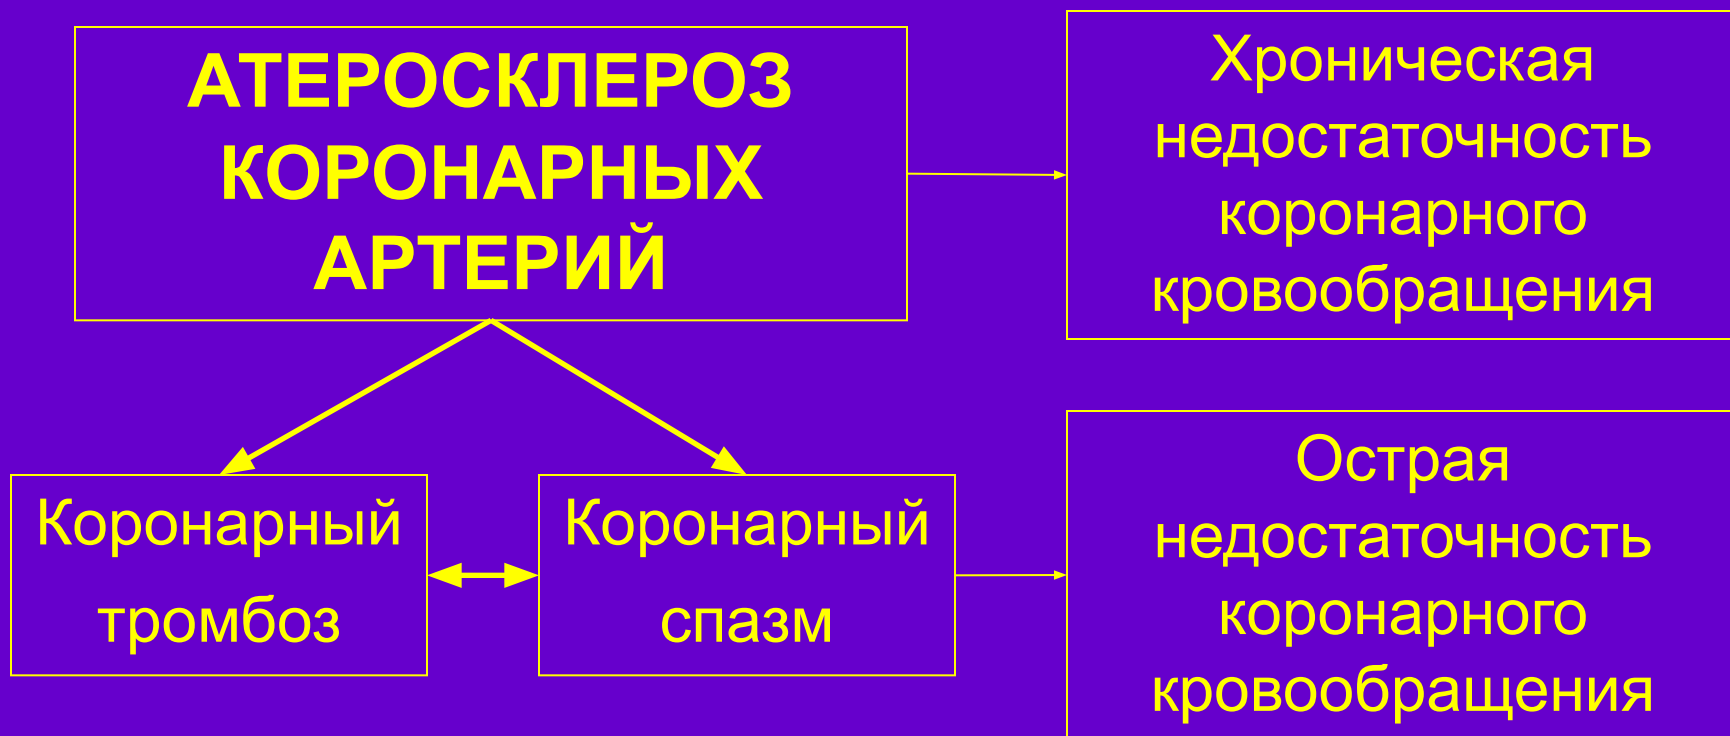 АТЕРОСКЛЕРОЗ
КОРОНАРНЫХ
АРТЕРИЙ
Хроническая
недостаточность
коронарного
кровообращения
Коронарный
тромбоз
Коронарный
спазм
Острая
недостаточность
коронарного
кровообращения